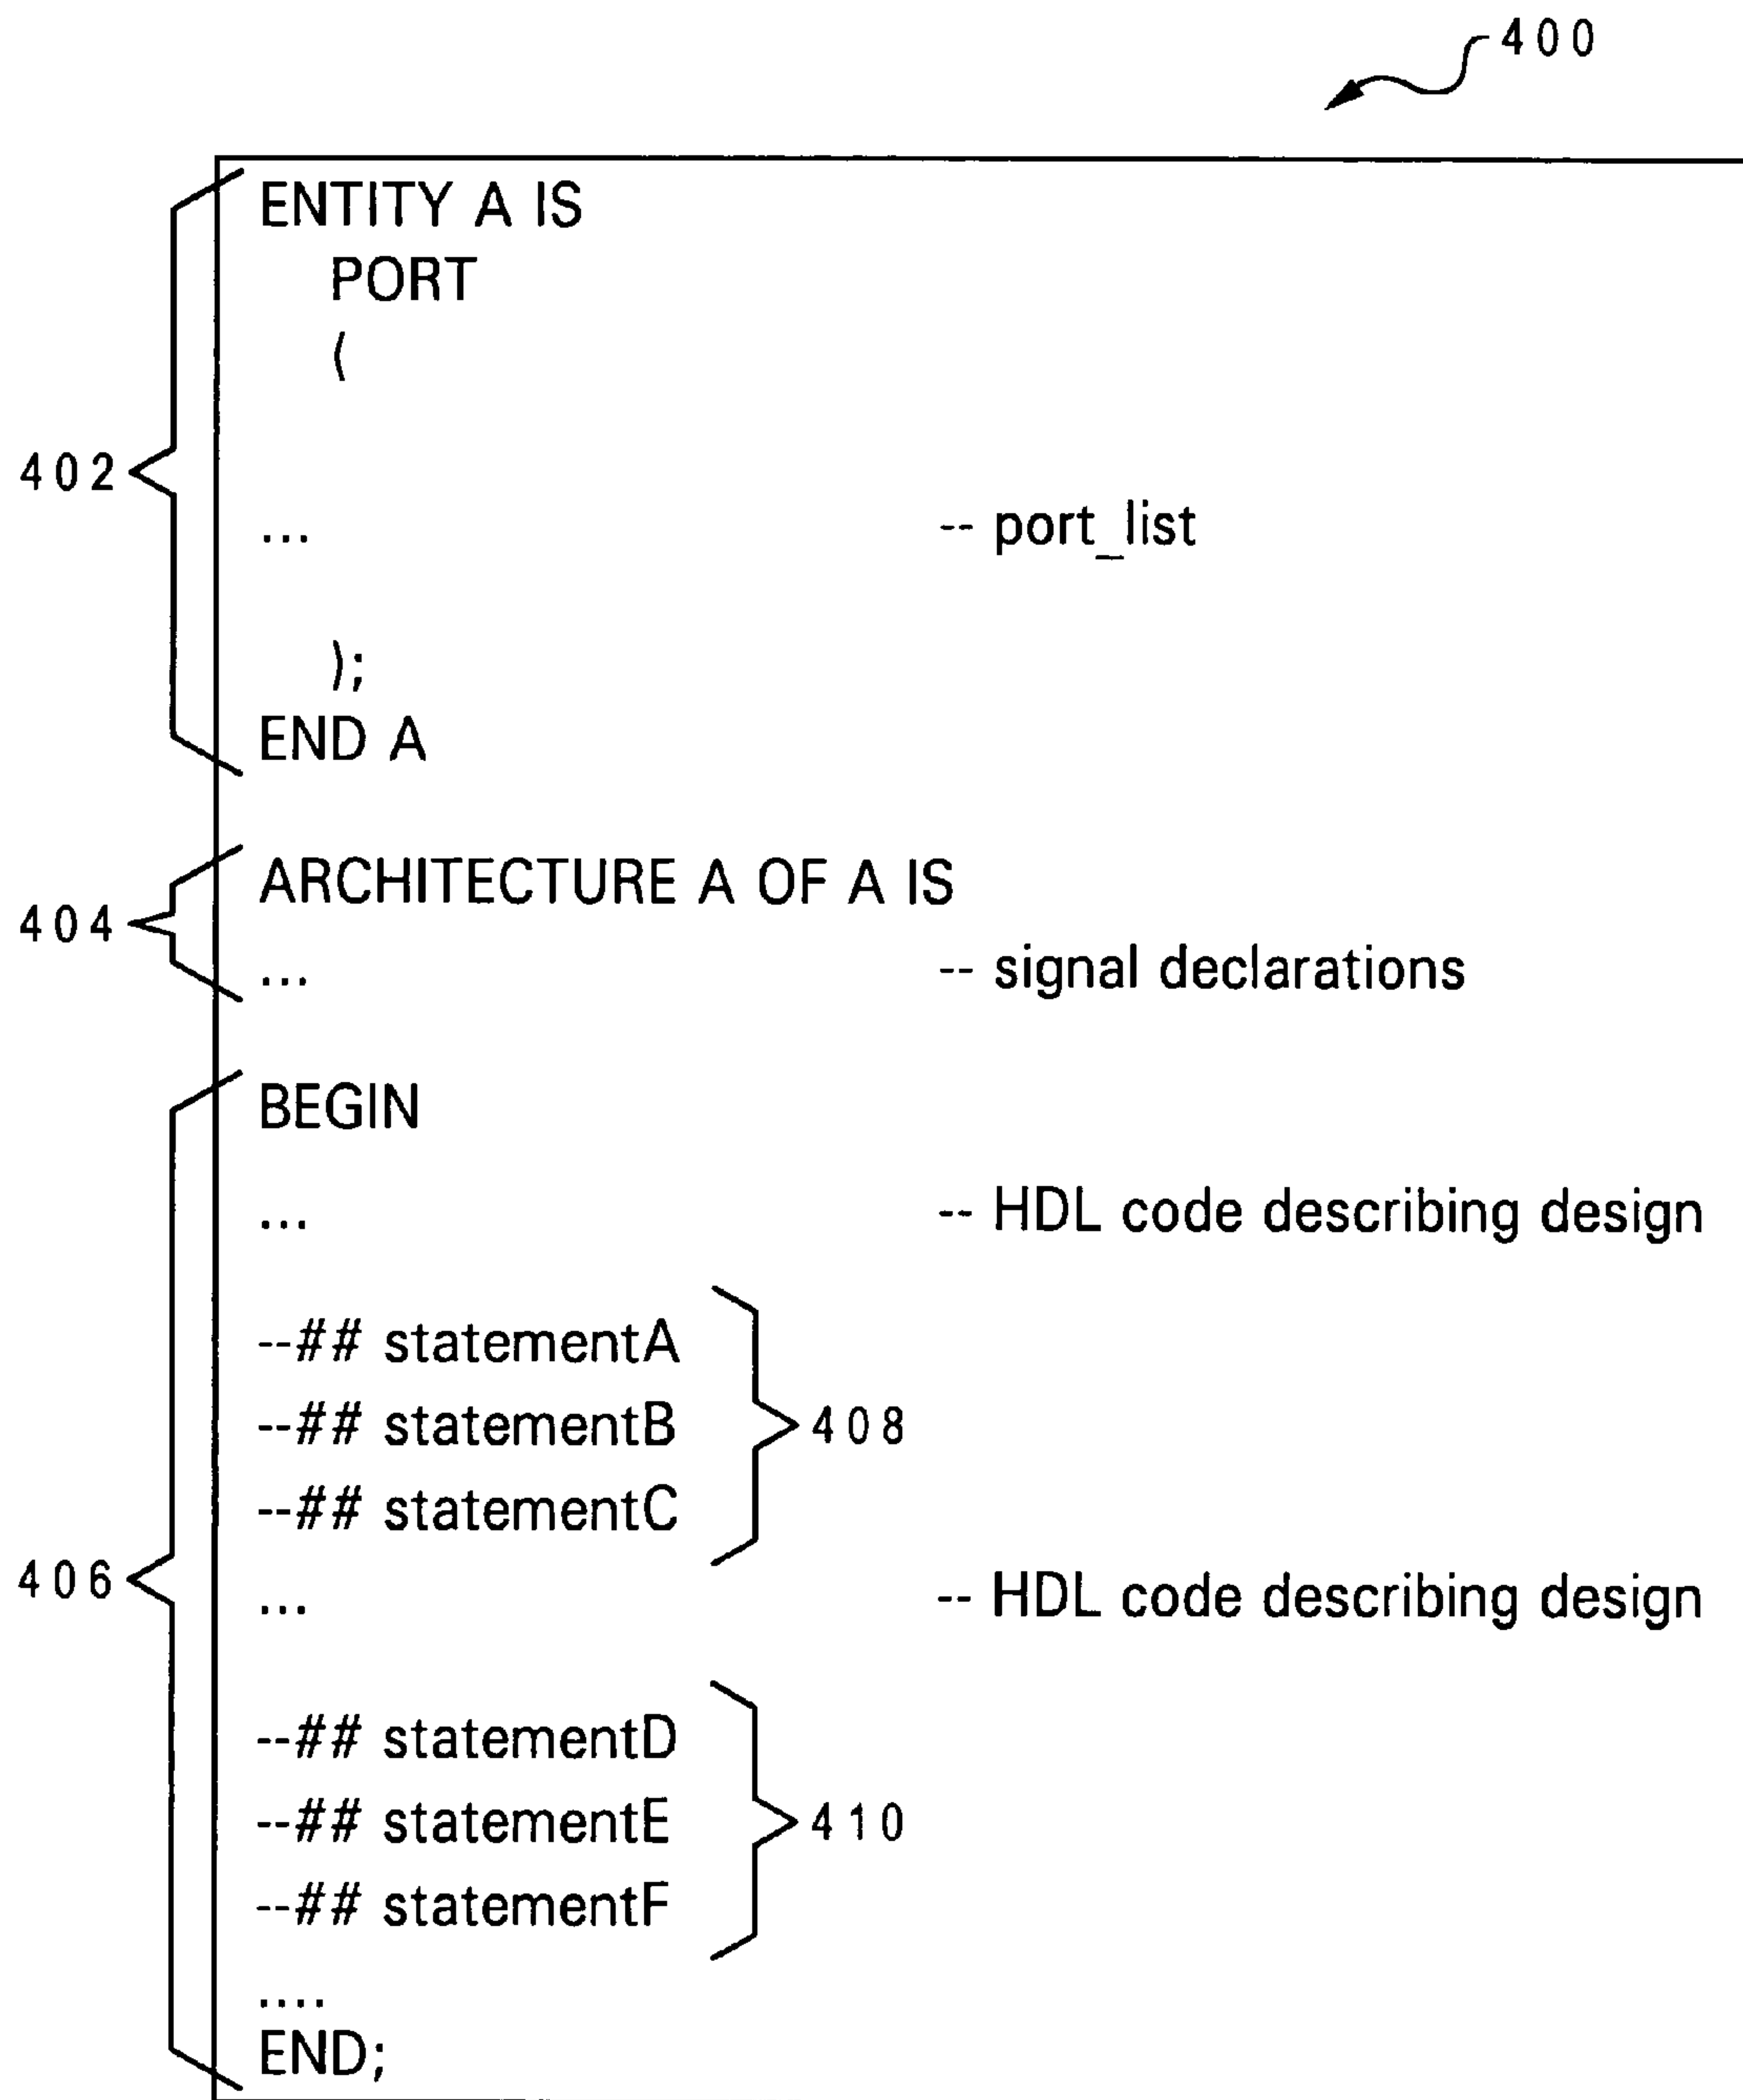 400
ENTITY A IS
PORT
(
402
... -- port_list
);
END A
ARCHITECTURE A OF A IS
404
... -- signal declarations
BEGIN
... -- HDL code describing design
--## statementA
--## statementB 408
--## statementC
406
... -- HDL code describing design
--## statementD
--## statementE 410
--## statementF
....
END;